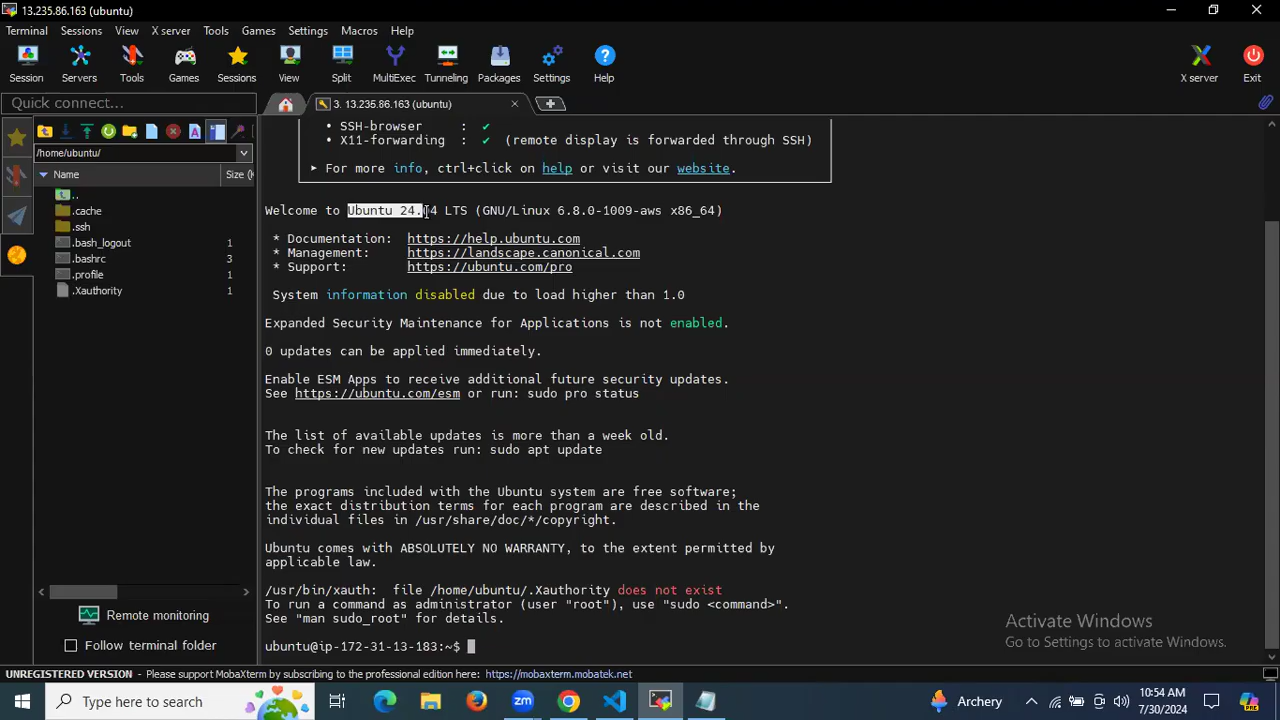 13.235.86.163 (ubuntu)
Terminal Sessions View X server Tools Games Settings Macros Help
Session Servers Tools Games Sessions View Split MultiExec Tunneling Packages Settings Help X server Exit
Quick connect...
3. 13.235.86.163 (ubuntu)
/home/ubuntu/
Name Size (
..
.cache
.ssh
.bash_logout 1
.bashrc 3
.profile 1
.Xauthority 1
Remote monitoring
Follow terminal folder
• SSH-browser : ✔
• X11-forwarding : ✔ (remote display is forwarded through SSH)
► For more info, ctrl+click on help or visit our website.
Welcome to Ubuntu 24.04 LTS (GNU/Linux 6.8.0-1009-aws x86_64)
* Documentation: https://help.ubuntu.com
* Management: https://landscape.canonical.com
* Support: https://ubuntu.com/pro
System information disabled due to load higher than 1.0
Expanded Security Maintenance for Applications is not enabled.
0 updates can be applied immediately.
Enable ESM Apps to receive additional future security updates.
See https://ubuntu.com/esm or run: sudo pro status
The list of available updates is more than a week old.
To check for new updates run: sudo apt update
The programs included with the Ubuntu system are free software;
the exact distribution terms for each program are described in the
individual files in /usr/share/doc/*/copyright.
Ubuntu comes with ABSOLUTELY NO WARRANTY, to the extent permitted by
applicable law.
/usr/bin/xauth: file /home/ubuntu/.Xauthority does not exist
To run a command as administrator (user "root"), use "sudo <command>".
See "man sudo_root" for details.
ubuntu@ip-172-31-13-183:~$
Activate Windows
Go to Settings to activate Windows.
UNREGISTERED VERSION - Please support MobaXterm by subscribing to the professional edition here: https://mobaxterm.mobatek.net
Type here to search
zm
Archery
10:54 AM
7/30/2024
PRE